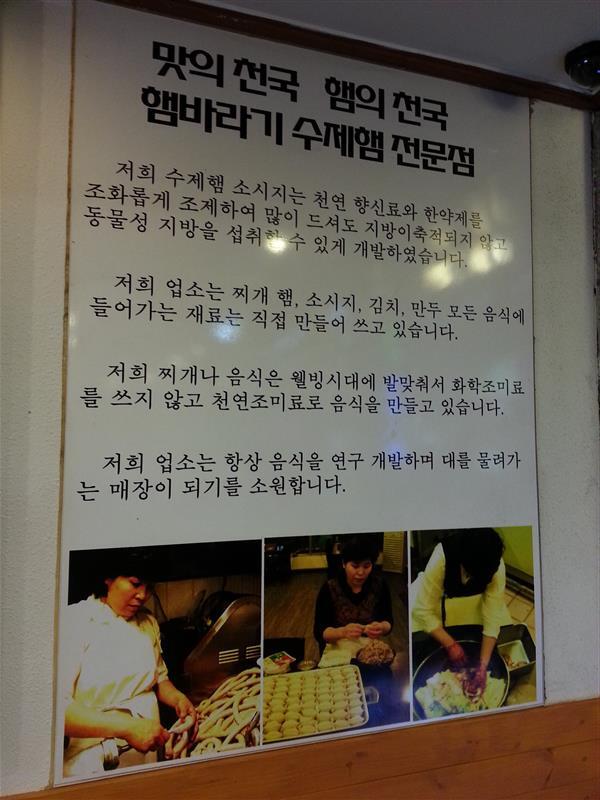 맛의 천국 햄의 천국
햄바라기 수제햄 전문점
저희 수제햄 소시지는 천연 향신료와 한약제를
조화롭게 조제하여 많이 드셔도 지방이축적되지 않고
동물성 지방을 섭취할 수 있게 개발하였습니다.
저희 업소는 찌개 햄, 소시지, 김치, 만두 모든 음식에
들어가는 재료는 직접 만들어 쓰고 있습니다.
저희 찌개나 음식은 웰빙시대에 발맞춰서 화학조미료
를 쓰지 않고 천연조미료로 음식을 만들고 있습니다.
저희 업소는 항상 음식을 연구 개발하며 대를 물려가
는 매장이 되기를 소원합니다.